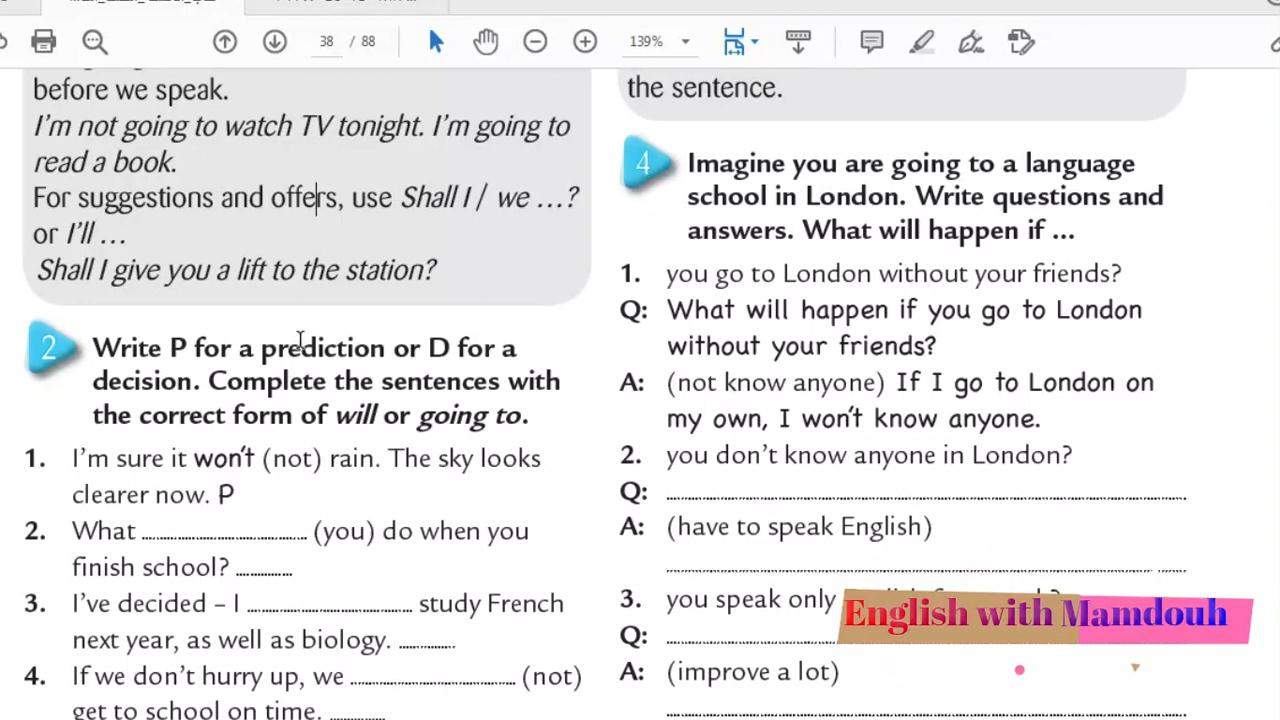 38 / 88
139%
before we speak.
I'm not going to watch TV tonight. I'm going to
read a book.
For suggestions and offers, use Shall I / we …?
or I'll …
Shall I give you a lift to the station?
2
Write P for a prediction or D for a
decision. Complete the sentences with
the correct form of will or going to.
1. I'm sure it won't (not) rain. The sky looks
clearer now. P
2. What ........................ (you) do when you
finish school? ............
3. I've decided – I ........................ study French
next year, as well as biology. ............
4. If we don't hurry up, we ........................ (not)
get to school on time. ............
the sentence.
4
Imagine you are going to a language
school in London. Write questions and
answers. What will happen if …
1. you go to London without your friends?
Q: What will happen if you go to London
without your friends?
A: (not know anyone) If I go to London on
my own, I won't know anyone.
2. you don't know anyone in London?
Q: ........................
A: (have to speak English)
........................
3. you speak only
Q: ........................
A: (improve a lot)
........................
English with Mamdouh